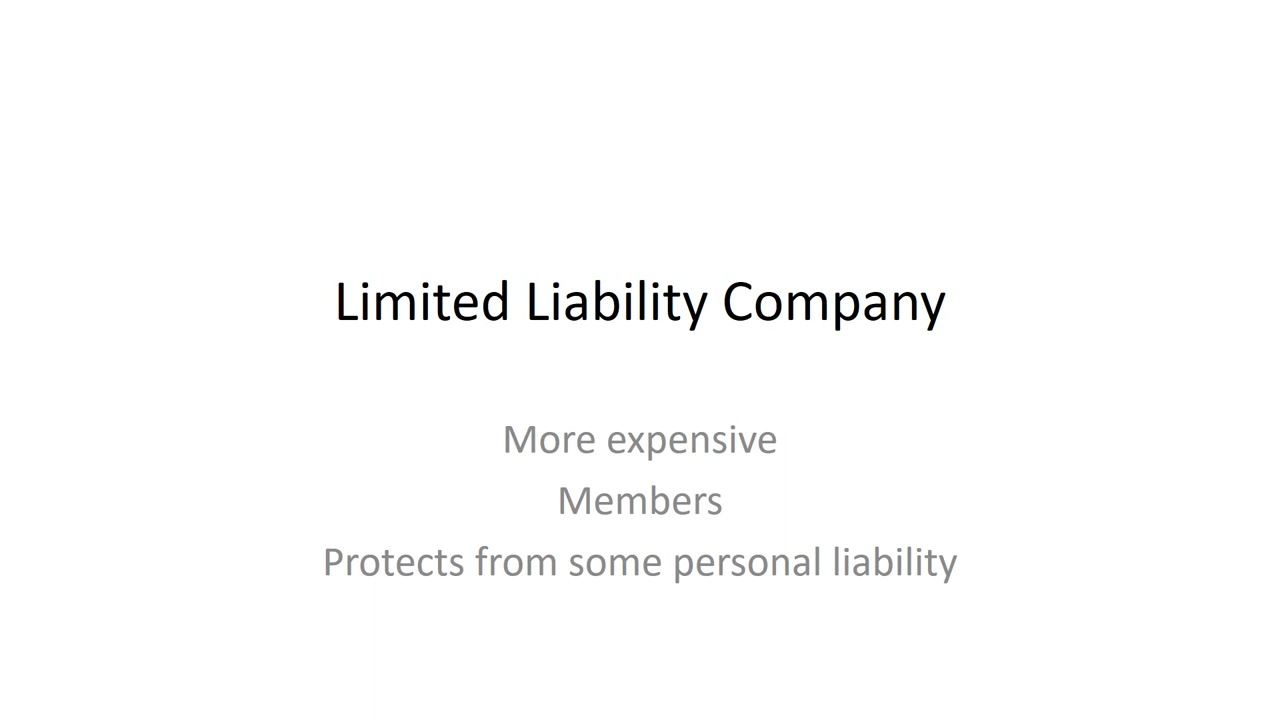 Limited Liability Company
More expensive
Members
Protects from some personal liability